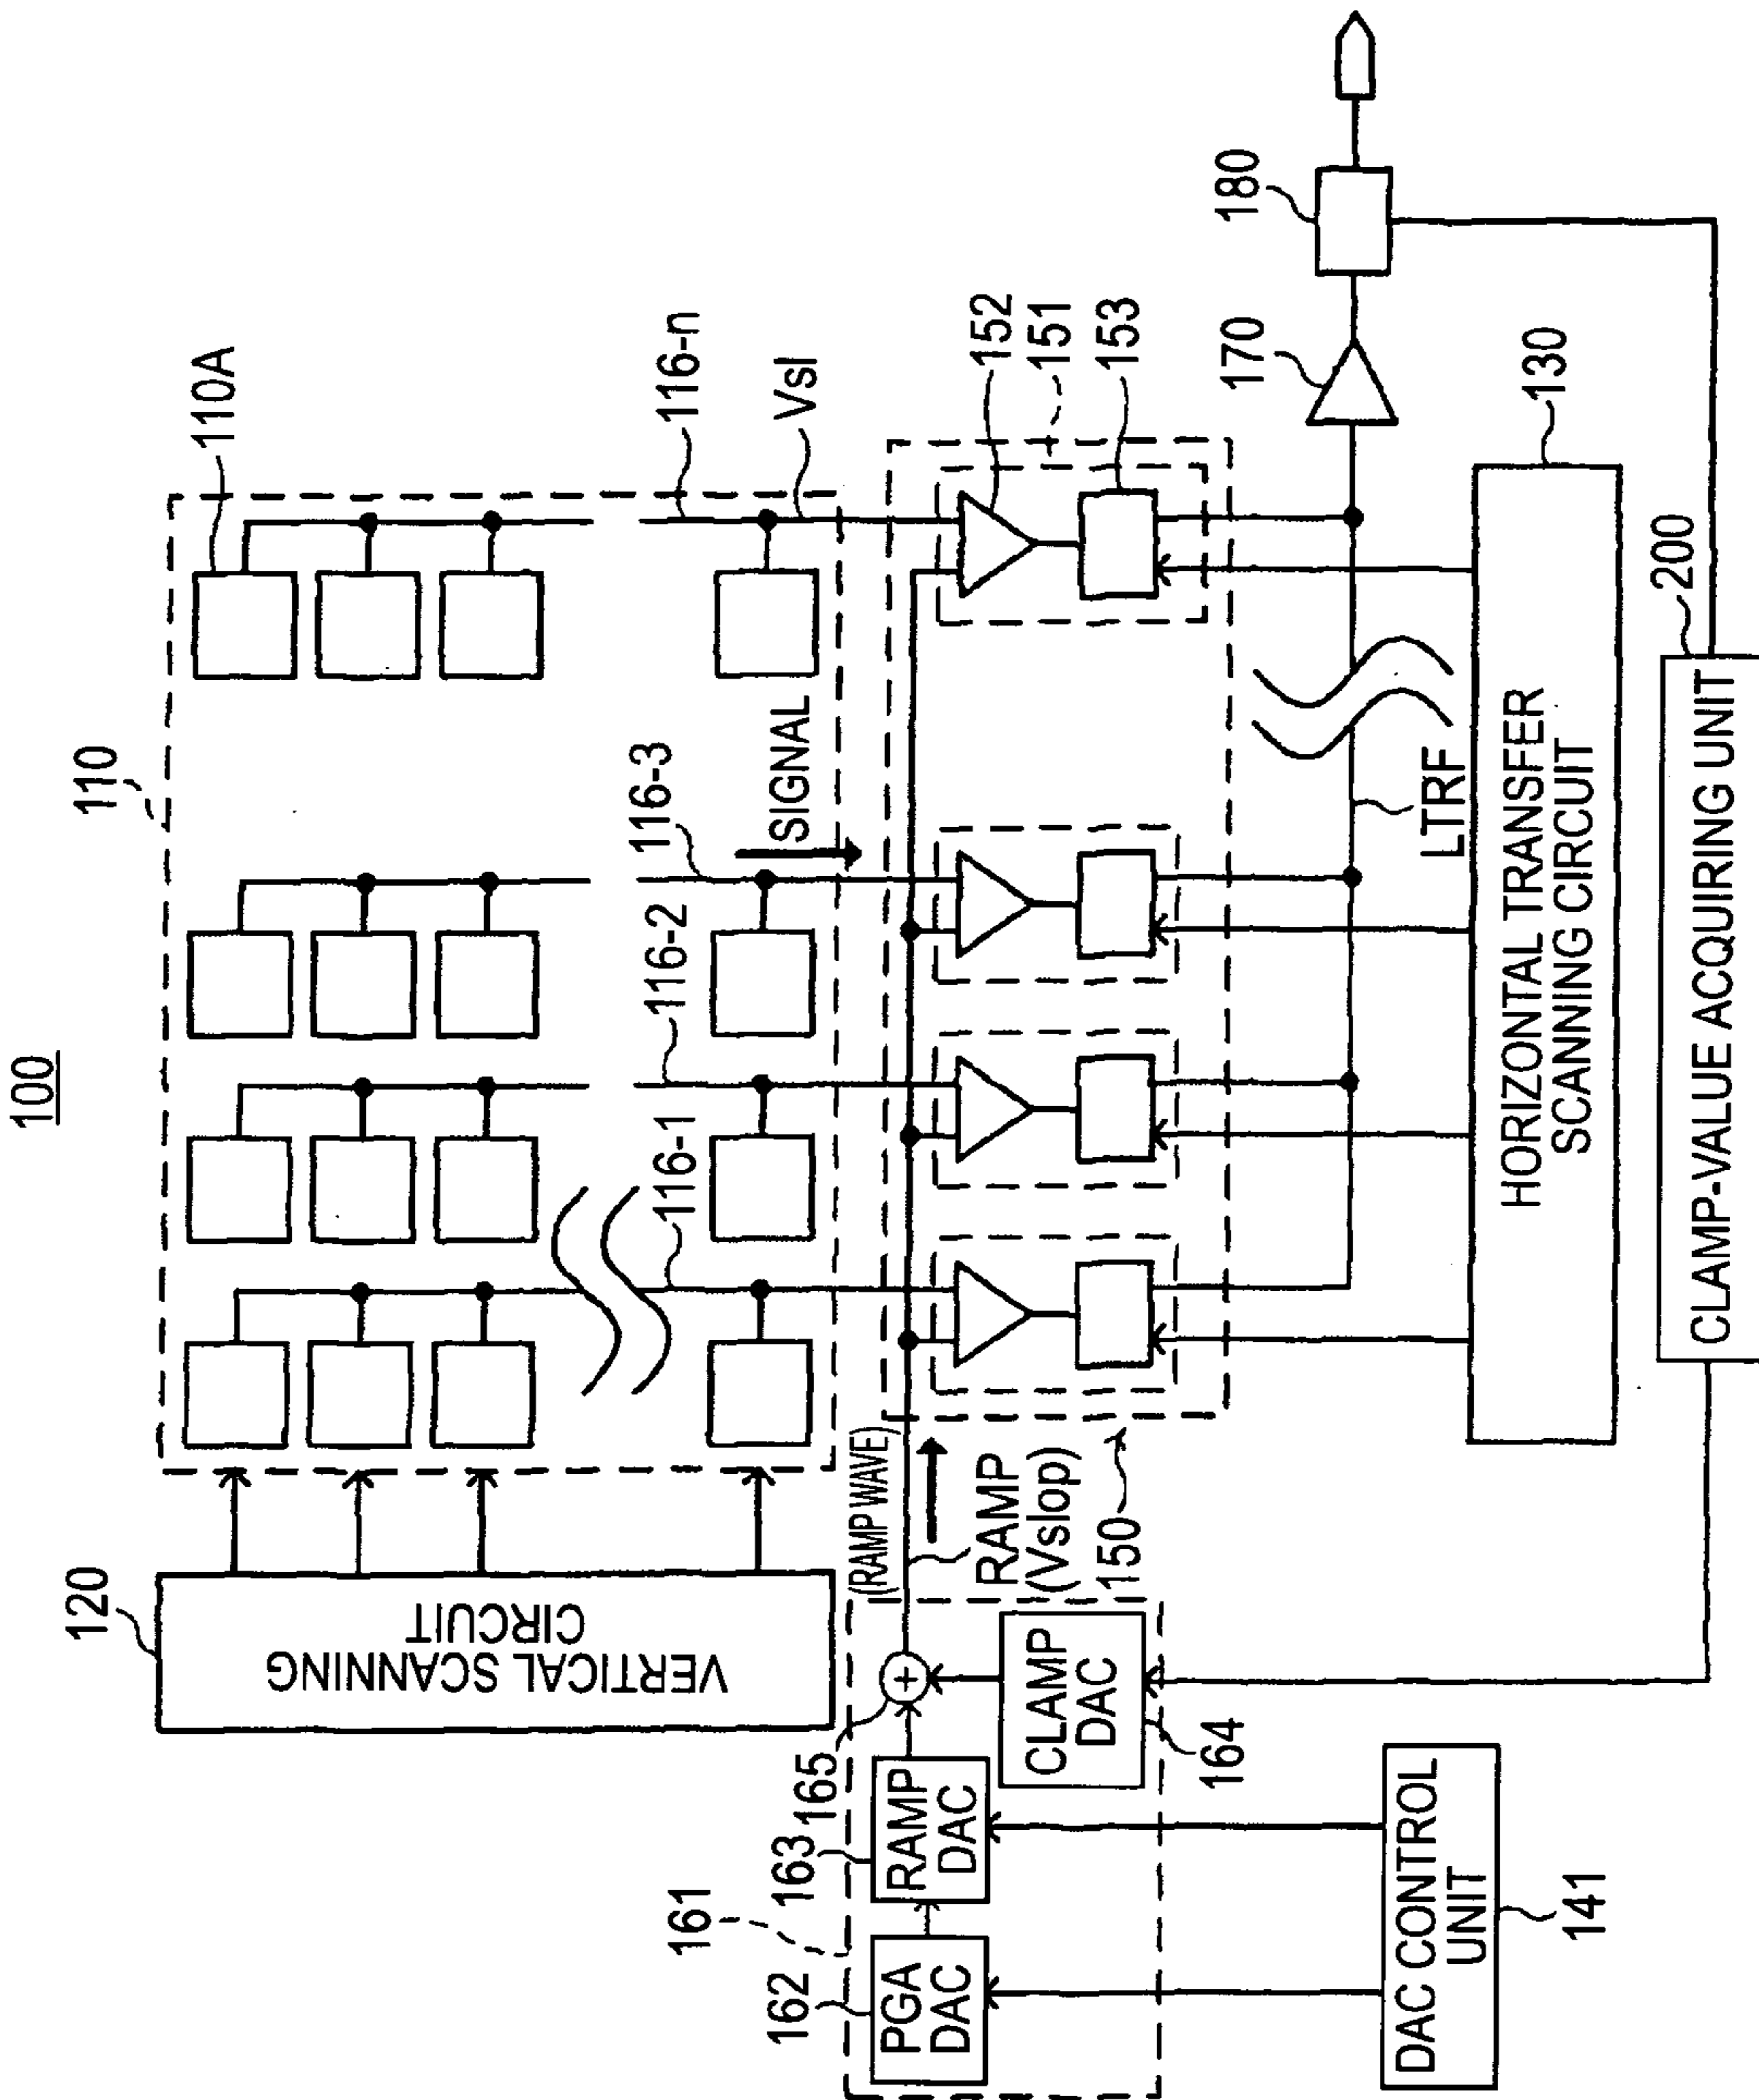 100
110
110A
116-n
Vsl
116-3
SIGNAL
116-2
116-1
120
VERTICAL SCANNING
CIRCUIT
(RAMP WAVE)
RAMP
(Vslop)
150
152
151
153
161
162
PGA
DAC
163
RAMP
DAC
165
CLAMP
DAC
164
DAC CONTROL
UNIT
141
LTRF
170
180
130
HORIZONTAL TRANSFER
SCANNING CIRCUIT
200
CLAMP-VALUE ACQUIRING UNIT